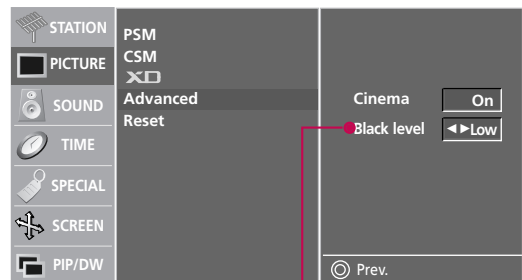 STATION
PICTURE
SOUND
TIME
SPECIAL
SCREEN
PIP/DW
PSM
CSM
XD
Advanced
Reset
Cinema On
Black level ◄►Low
Prev.